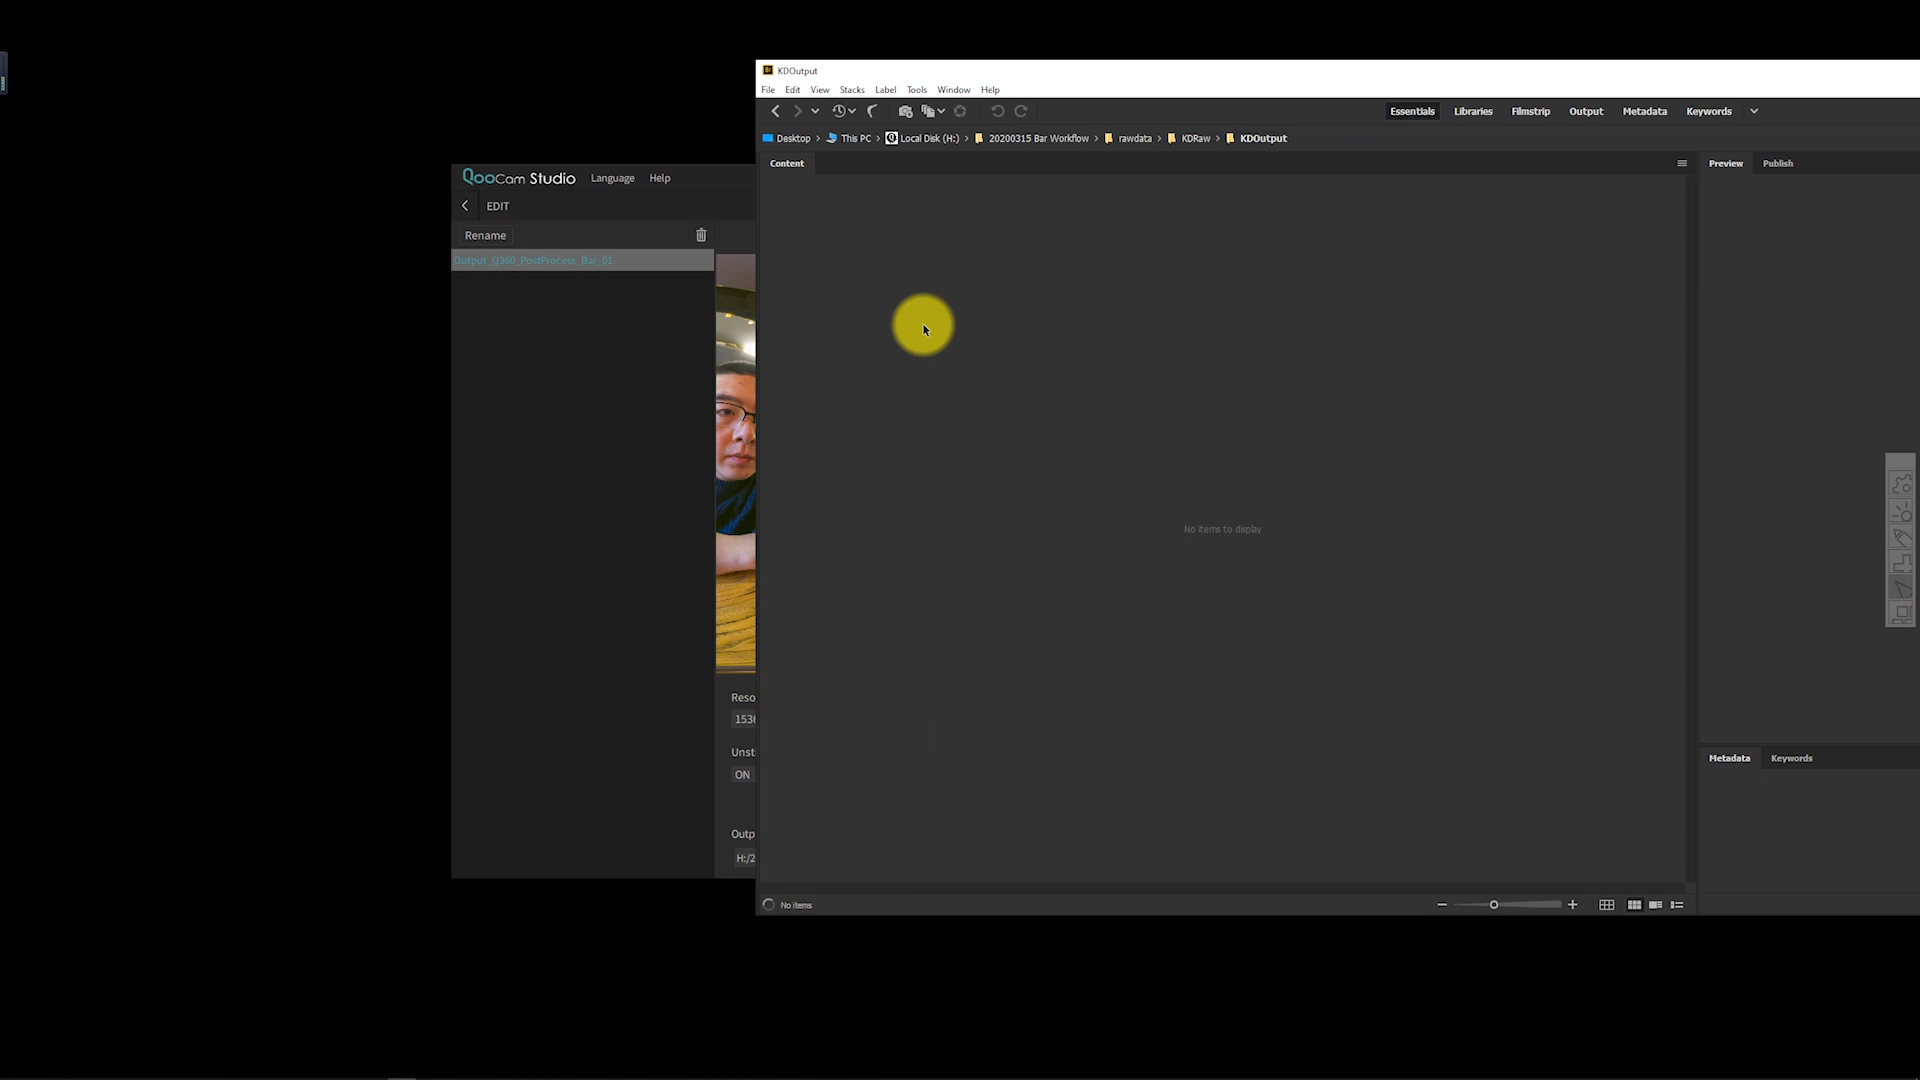 KDOutput
File Edit View Stacks Label Tools Window Help
Essentials Libraries Filmstrip Output Metadata Keywords
Desktop This PC Local Disk (H:) 20200315 Bar Workflow rawdata KDRaw KDOutput
Content
Preview Publish
QooCam Studio Language Help
EDIT
Rename
Output_Q360_PostProcess_Bar_01
No items to display
Reso
1536
Unst
ON
Metadata Keywords
Outp
H:/2
No items